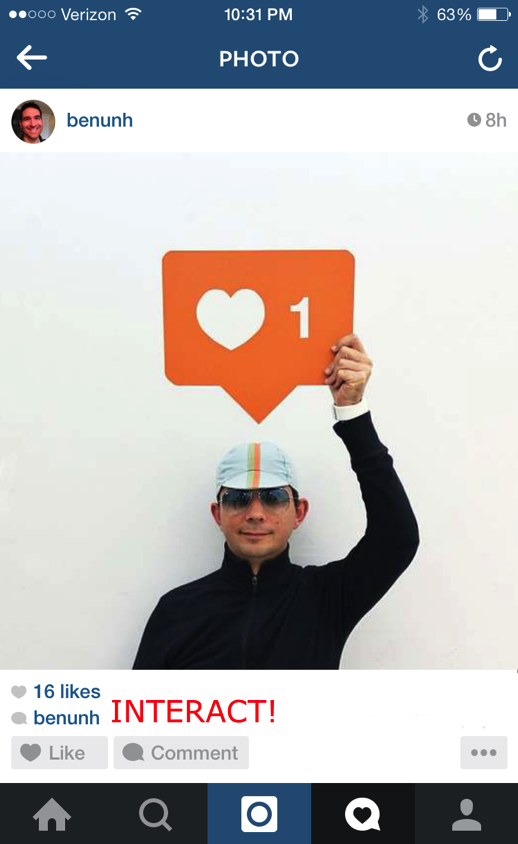 Verizon 10:31 PM 63%
PHOTO
benunh 8h
1
16 likes
benunh INTERACT!
Like Comment